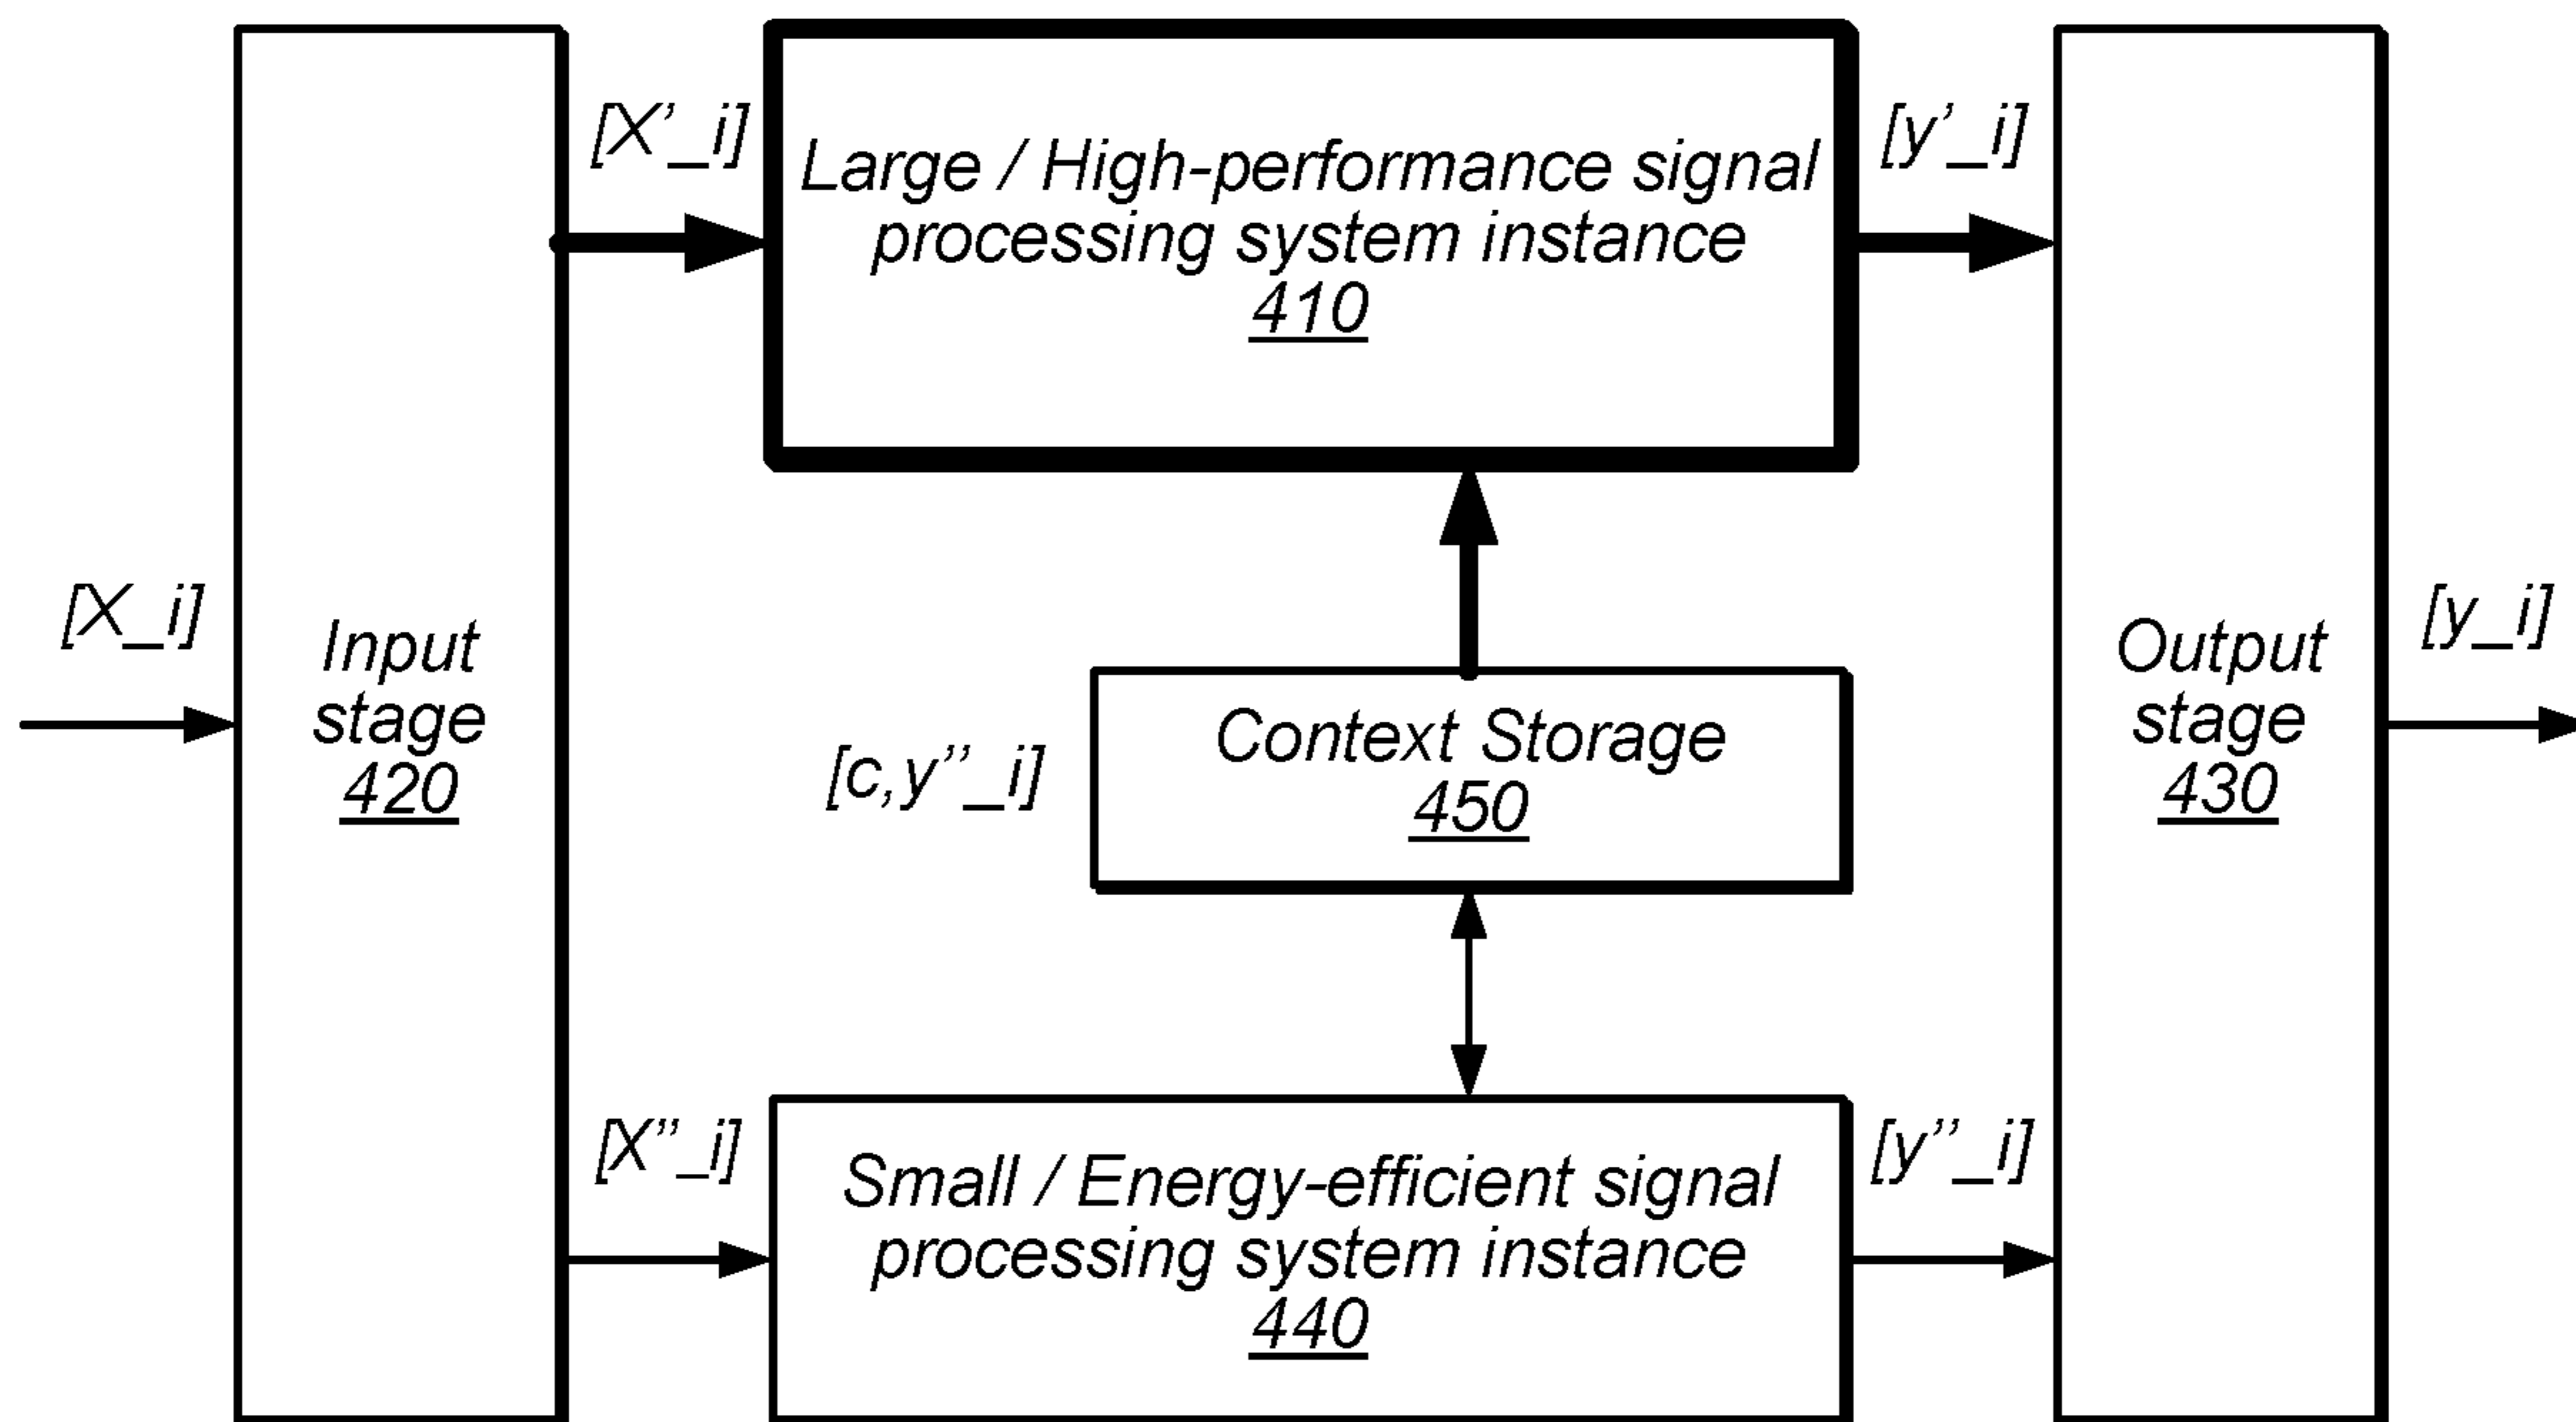 [X_i]
Input
stage
420
[X'_i]
Large / High-performance signal
processing system instance
410
[y'_i]
[c,y''_i]
Context Storage
450
[X''_i]
Small / Energy-efficient signal
processing system instance
440
[y''_i]
Output
stage
430
[y_i]